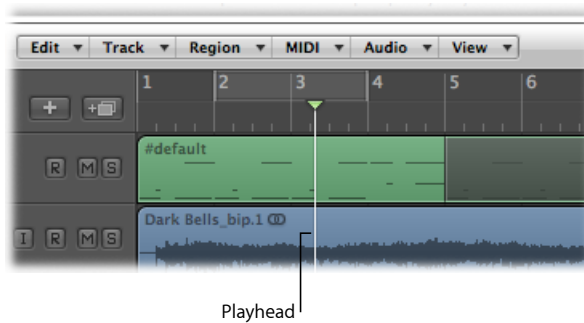 Edit Track Region MIDI Audio View
1 2 3 4 5 6
#default
R M S
Dark Bells_bip.1
I R M S
Playhead